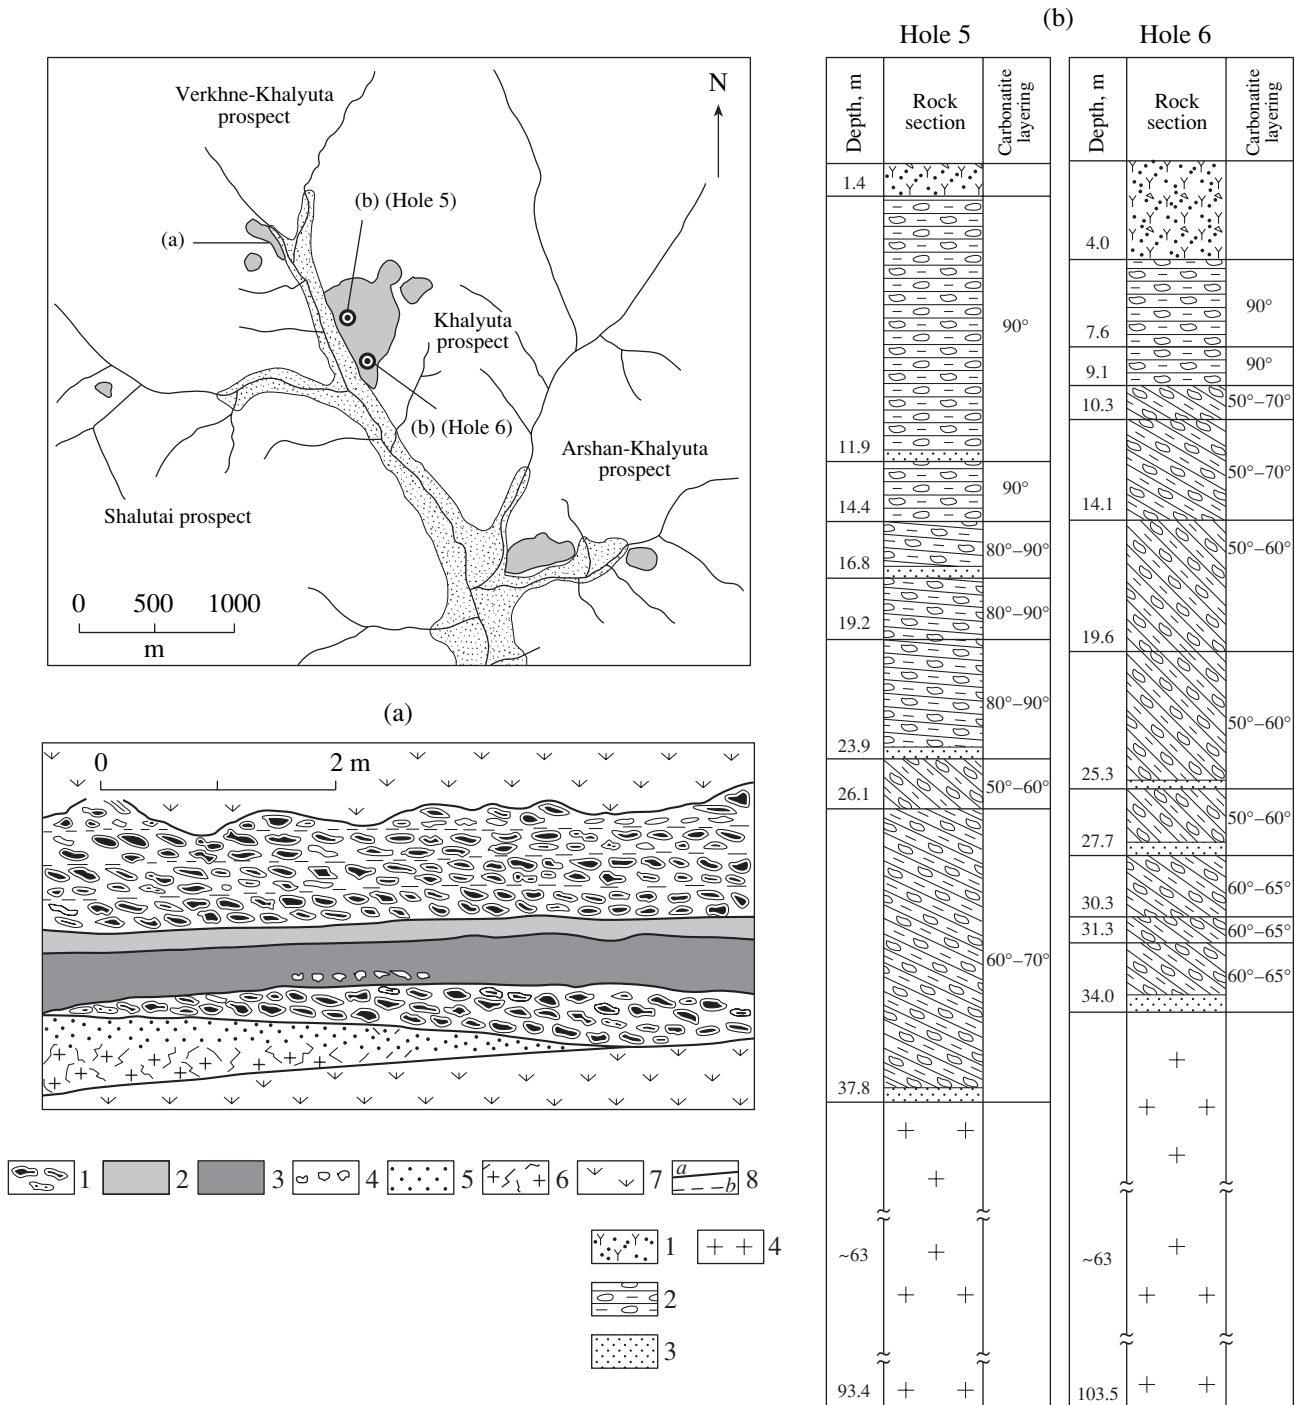 Verkhne-Khalyuta
prospect
N
(b) (Hole 5)
(a)
Khalyuta
prospect
(b) (Hole 6)
Arshan-Khalyuta
prospect
Shalutai prospect
0 500 1000
m
(a)
0 2 m
1 2 3 4 5 6 7 a b 8
1 4
2
3
(b)
Hole 5
Depth, m
Rock
section
Carbonatite
layering
1.4
11.9 90°
14.4 90°
16.8 80°–90°
19.2 80°–90°
23.9 80°–90°
26.1 50°–60°
37.8 60°–70°
~63
93.4
Hole 6
Depth, m
Rock
section
Carbonatite
layering
4.0
7.6 90°
9.1 90°
10.3 50°–70°
14.1 50°–70°
19.6 50°–60°
25.3 50°–60°
27.7 50°–60°
30.3 60°–65°
31.3 60°–65°
34.0 60°–65°
~63
103.5